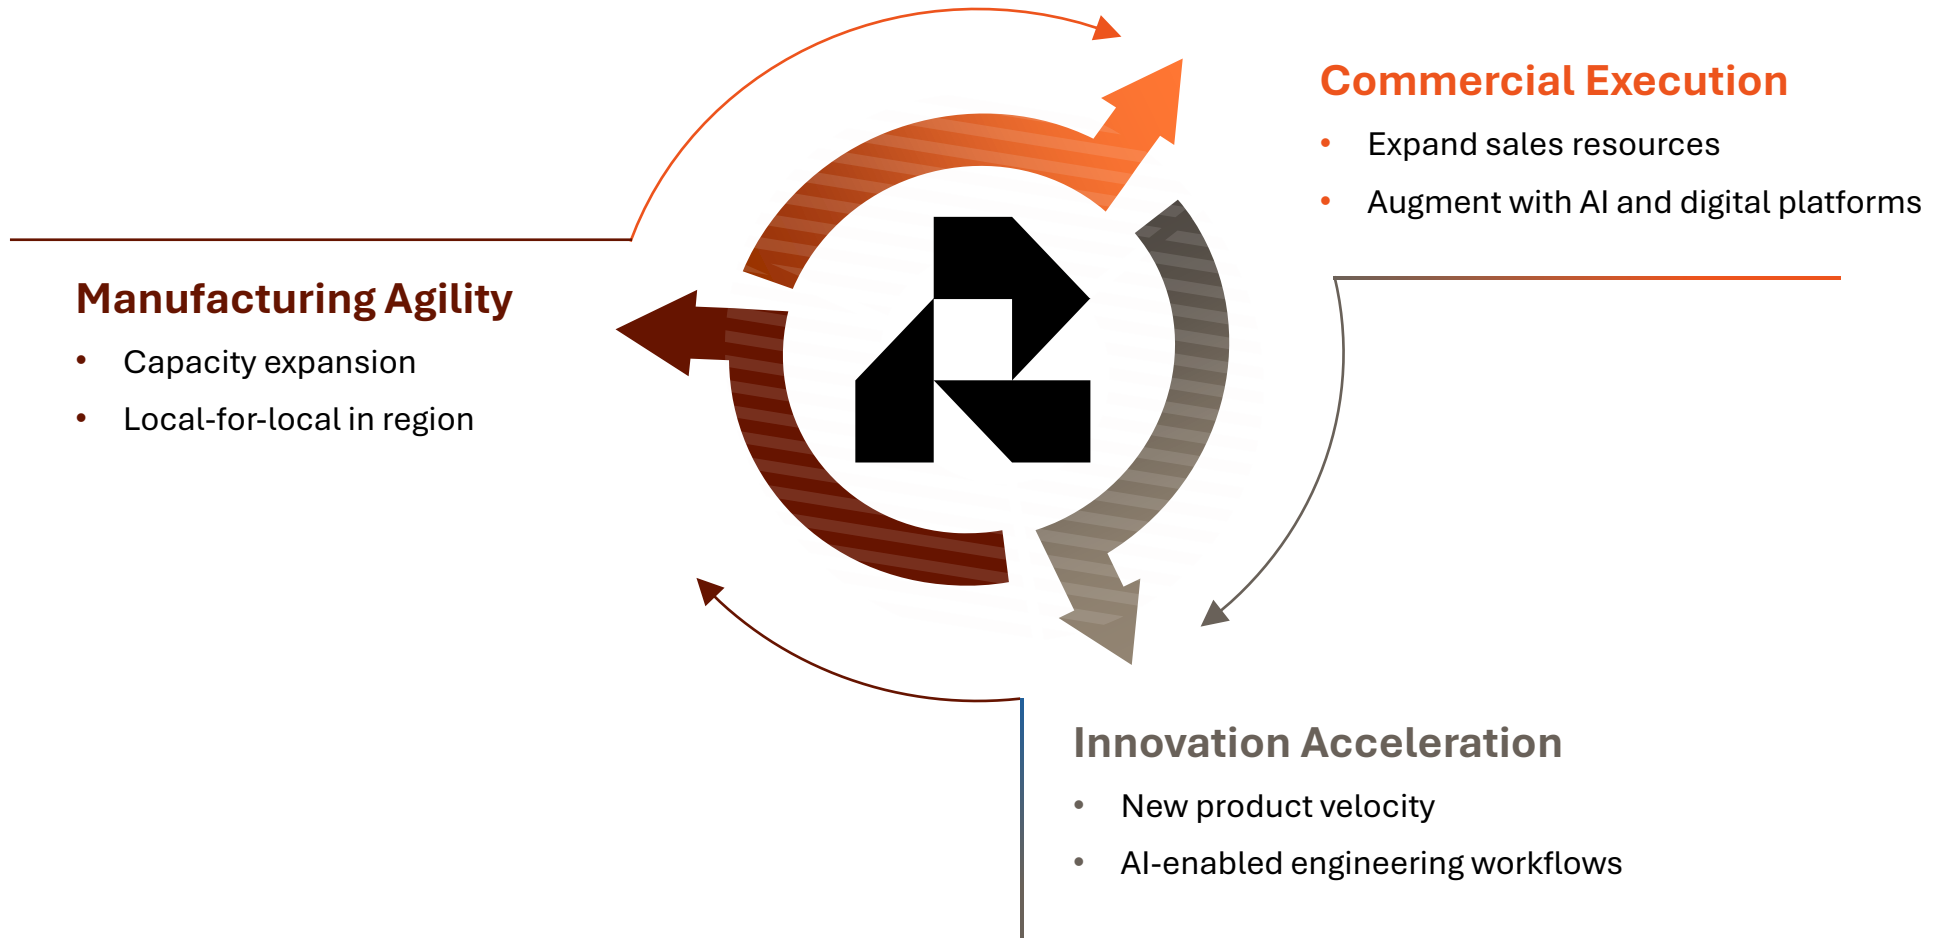 Commercial Execution
• Expand sales resources
• Augment with AI and digital platforms
Manufacturing Agility
• Capacity expansion
• Local-for-local in region
Innovation Acceleration
• New product velocity
• AI-enabled engineering workflows